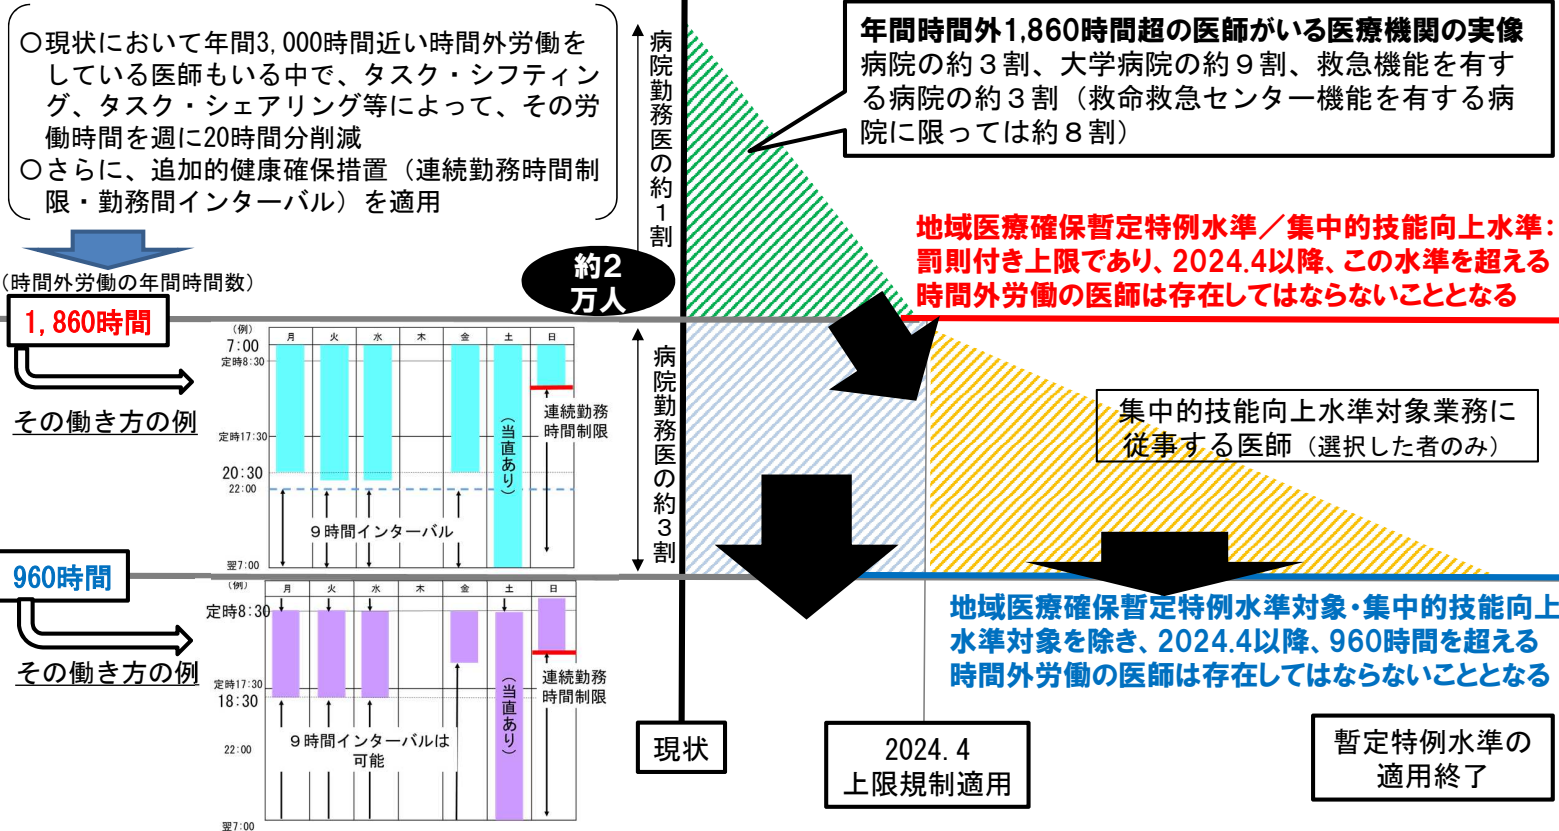 ○現状において年間3,000時間近い時間外労働を
している医師もいる中で、タスク・シフティン
グ、タスク・シェアリング等によって、その労
働時間を週に20時間分削減
○さらに、追加的健康確保措置（連続勤務時間制
限・勤務間インターバル）を適用
（時間外労働の年間時間数）
1,860時間
その働き方の例
（例）
月 火 水 木 金 土 日
7:00
定時8:30
定時17:30
20:30
22:00
翌7:00
９時間インターバル
（当直あり）
連続勤務
時間制限
960時間
その働き方の例
（例）
月 火 水 木 金 土 日
定時8:30
定時17:30
18:30
22:00
翌7:00
９時間インターバルは
可能
（当直あり）
連続勤務
時間制限
病院勤務医の約１割
約2
万人
病院勤務医の約３割
年間時間外1,860時間超の医師がいる医療機関の実像
病院の約３割、大学病院の約９割、救急機能を有す
る病院の約３割（救命救急センター機能を有する病
院に限っては約８割）
地域医療確保暫定特例水準／集中的技能向上水準：
罰則付き上限であり、2024.4以降、この水準を超える
時間外労働の医師は存在してはならないこととなる
集中的技能向上水準対象業務に
従事する医師（選択した者のみ）
地域医療確保暫定特例水準対象・集中的技能向上
水準対象を除き、2024.4以降、960時間を超える
時間外労働の医師は存在してはならないこととなる
現状
2024.4
上限規制適用
暫定特例水準の
適用終了